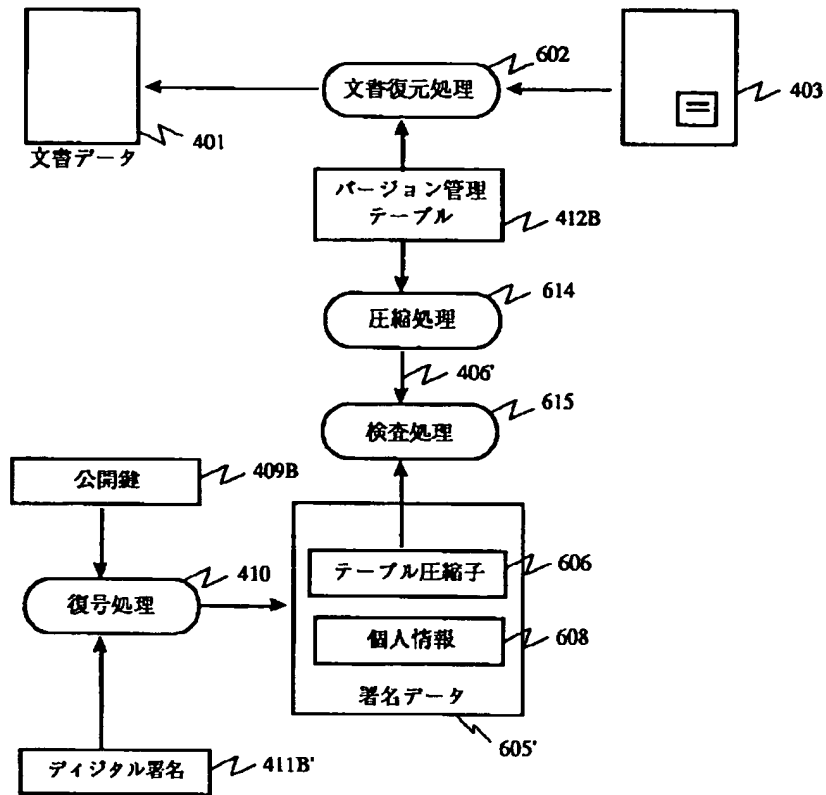 602
文書復元処理
403
401
文書データ
バージョン管理
テーブル
412B
614
圧縮処理
406'
615
検査処理
公開鍵
409B
410
復号処理
テーブル圧縮子
606
個人情報
608
署名データ
605'
ディジタル署名
411B'